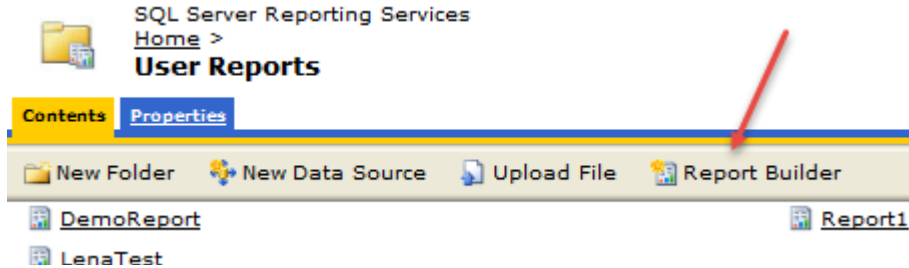 SQL Server Reporting Services
Home >
User Reports
Contents Properties
New Folder New Data Source Upload File Report Builder
DemoReport Report1
LenaTest